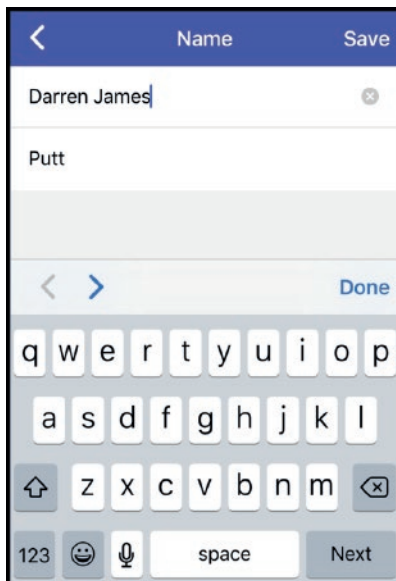 Name Save
Darren James
Putt
Done
q w e r t y u i o p
a s d f g h j k l
z x c v b n m
123 space Next